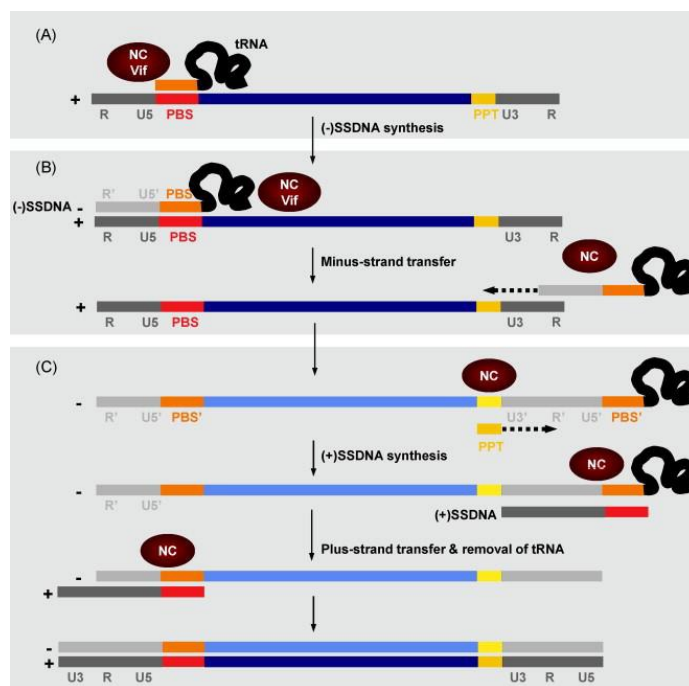 (A)
NC
Vif
tRNA
+
R U5 PBS PPT U3 R
(-)SSDNA synthesis
(B)
NC
Vif
R' U5' PBS
(-)SSDNA -
+
R U5 PBS U3 R
Minus-strand transfer
NC
+
R U5 PBS U3 R
(C)
NC
-
R' U5' PBS' U3' R' U5' PBS'
PPT
(+)SSDNA synthesis
NC
-
R' U5'
(+)SSDNA
Plus-strand transfer & removal of tRNA
NC
-
+
-
+
U3 R U5 U3 R U5